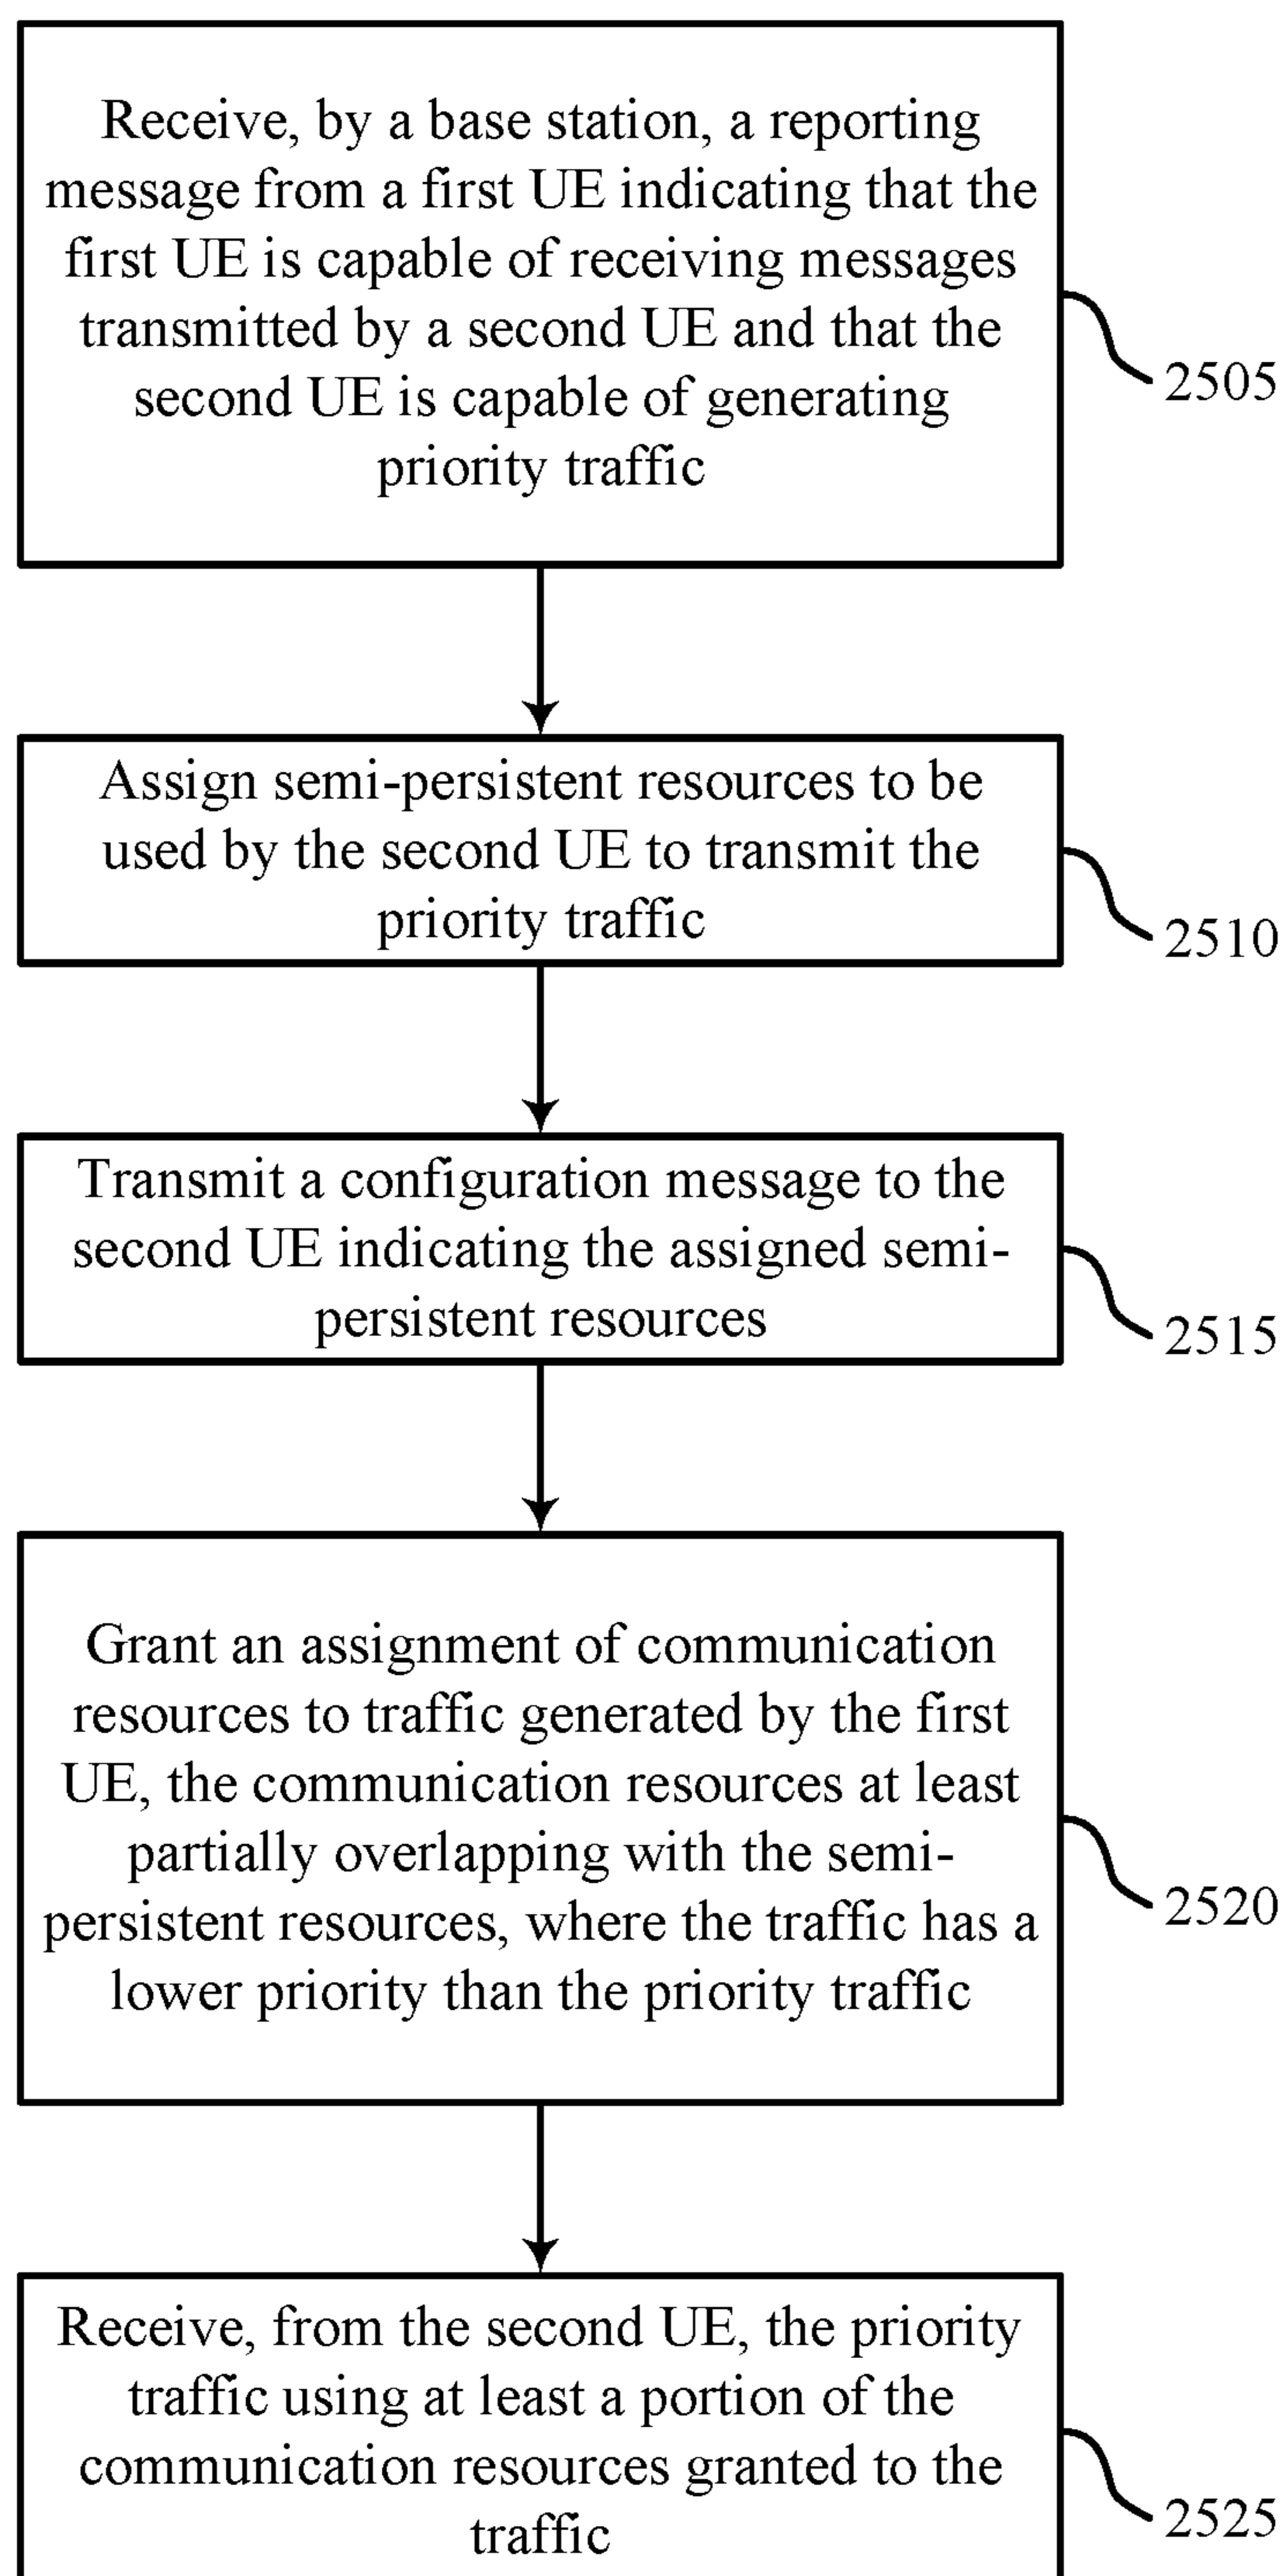 Receive, by a base station, a reporting
message from a first UE indicating that the
first UE is capable of receiving messages
transmitted by a second UE and that the
second UE is capable of generating
priority traffic
2505
Assign semi-persistent resources to be
used by the second UE to transmit the
priority traffic
2510
Transmit a configuration message to the
second UE indicating the assigned semi-
persistent resources
2515
Grant an assignment of communication
resources to traffic generated by the first
UE, the communication resources at least
partially overlapping with the semi-
persistent resources, where the traffic has a
lower priority than the priority traffic
2520
Receive, from the second UE, the priority
traffic using at least a portion of the
communication resources granted to the
traffic
2525